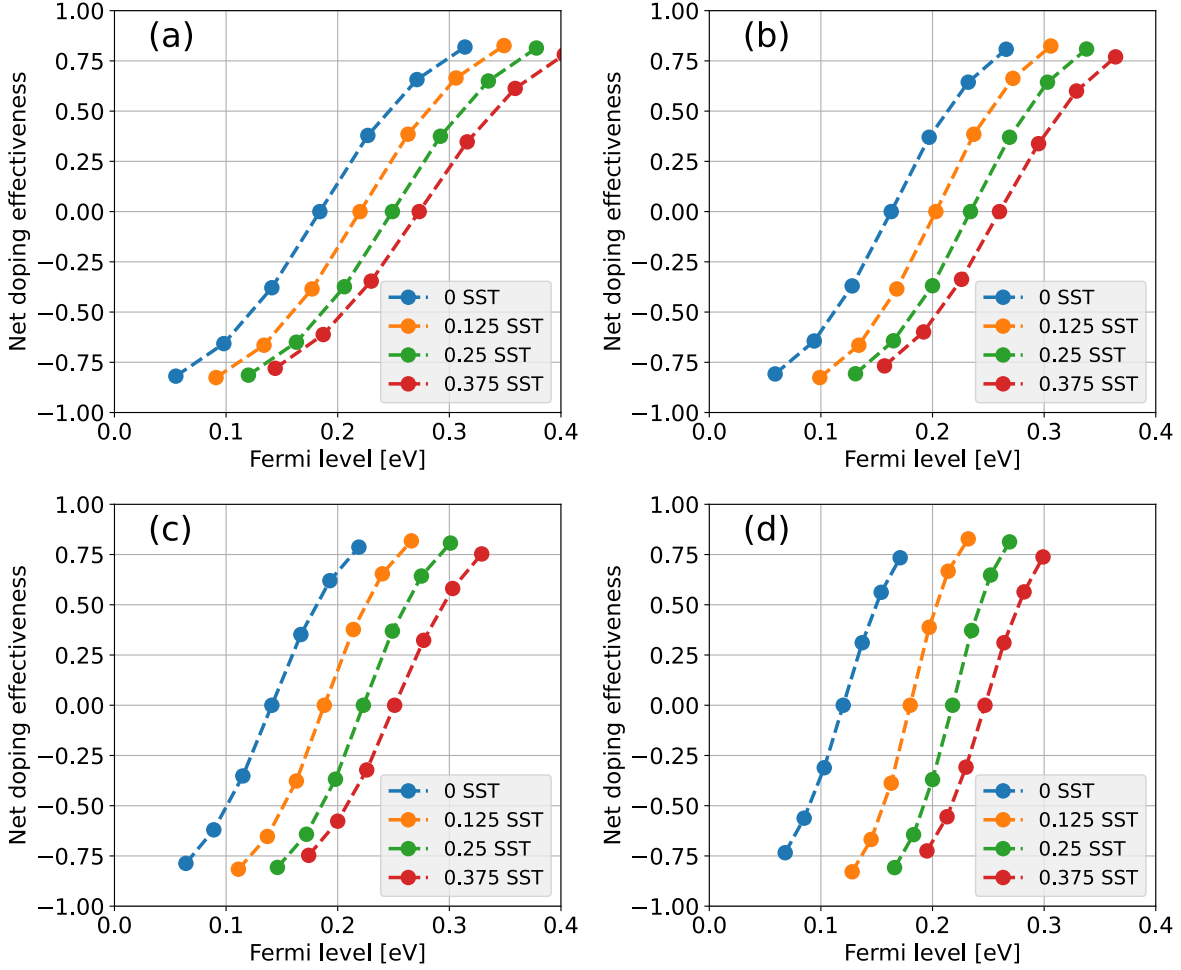 (a)
Net doping effectiveness
1.00
0.75
0.50
0.25
0.00
−0.25
−0.50
−0.75
−1.00
0 SST
0.125 SST
0.25 SST
0.375 SST
0.0 0.1 0.2 0.3 0.4
Fermi level [eV]
(b)
Net doping effectiveness
1.00
0.75
0.50
0.25
0.00
−0.25
−0.50
−0.75
−1.00
0 SST
0.125 SST
0.25 SST
0.375 SST
0.0 0.1 0.2 0.3 0.4
Fermi level [eV]
(c)
Net doping effectiveness
1.00
0.75
0.50
0.25
0.00
−0.25
−0.50
−0.75
−1.00
0 SST
0.125 SST
0.25 SST
0.375 SST
0.0 0.1 0.2 0.3 0.4
Fermi level [eV]
(d)
Net doping effectiveness
1.00
0.75
0.50
0.25
0.00
−0.25
−0.50
−0.75
−1.00
0 SST
0.125 SST
0.25 SST
0.375 SST
0.0 0.1 0.2 0.3 0.4
Fermi level [eV]